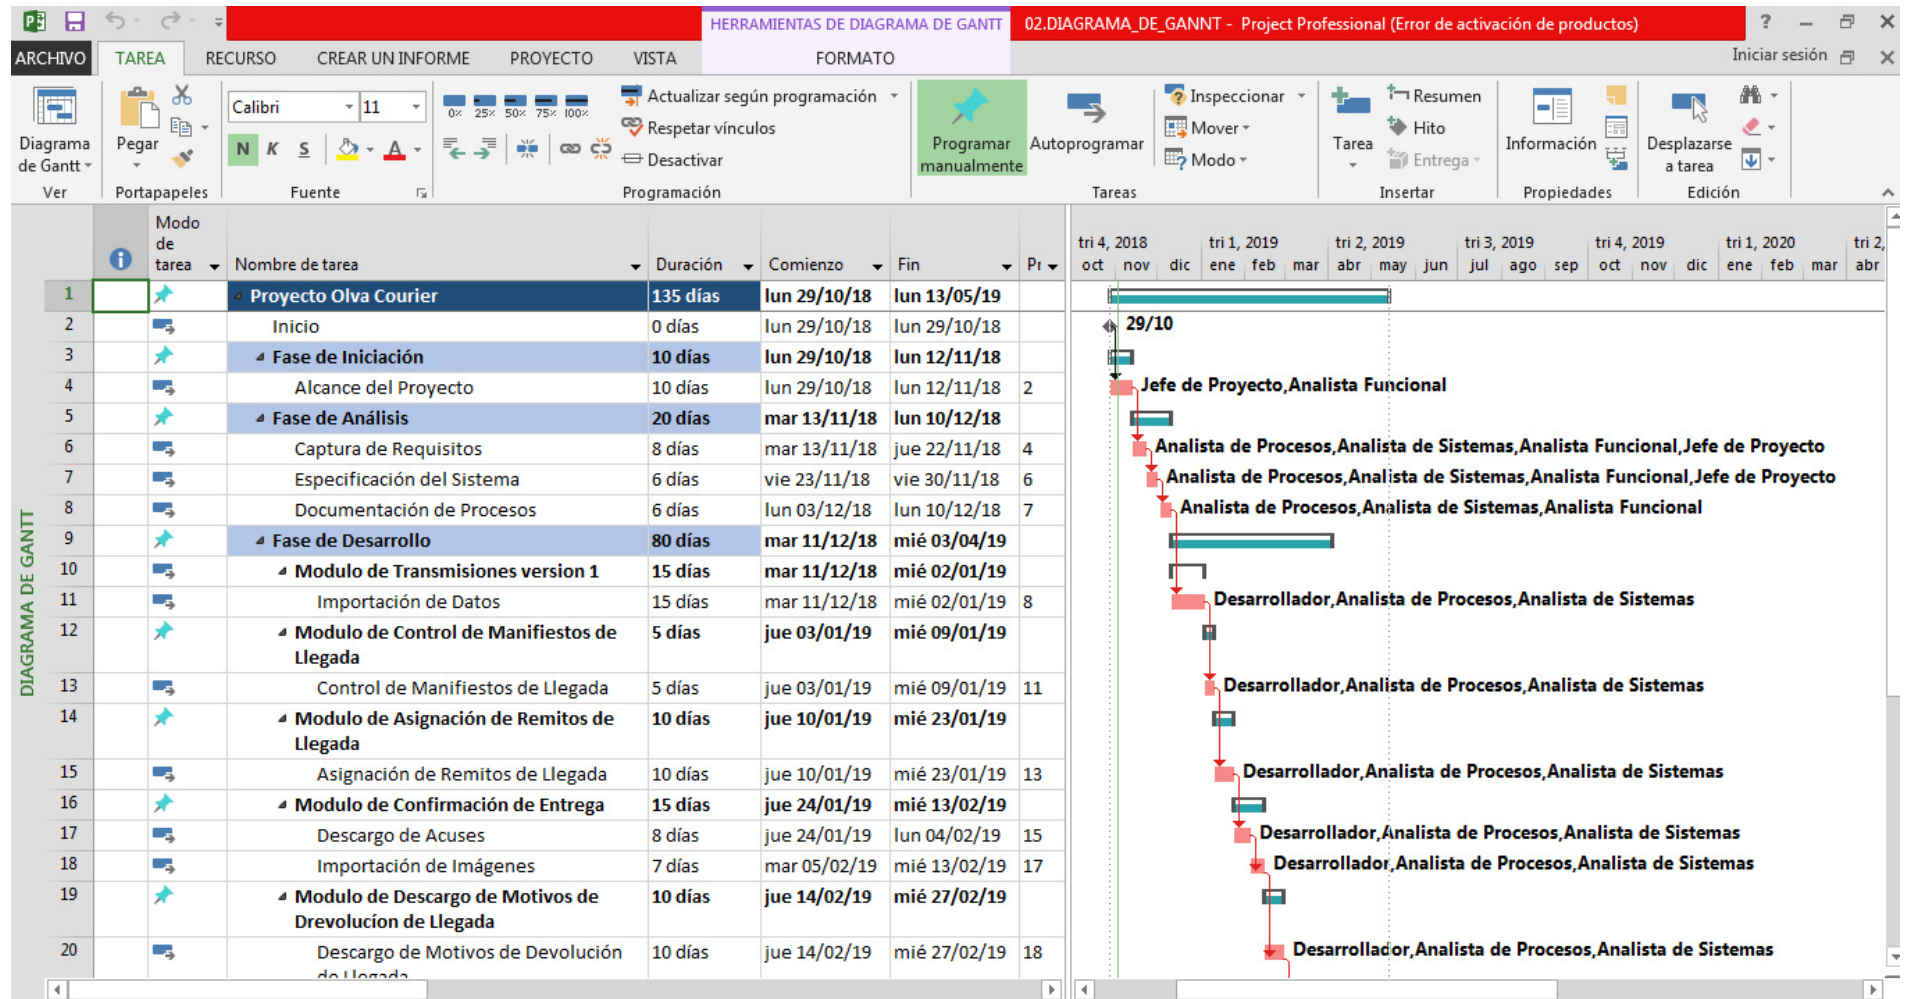 HERRAMIENTAS DE DIAGRAMA DE GANTT
02.DIAGRAMA_DE_GANNT - Project Professional (Error de activación de productos)
ARCHIVO TAREA RECURSO CREAR UN INFORME PROYECTO VISTA FORMATO Iniciar sesión
Diagrama de Gantt
Ver
Pegar
Portapapeles
Calibri 11
N K S A
Fuente
0% 25% 50% 75% 100%
Actualizar según programación
Respetar vínculos
Desactivar
Programación
Programar manualmente
Autoprogramar
Inspeccionar
Mover
Modo
Tareas
Tarea
Resumen
Hito
Entrega
Insertar
Información
Propiedades
Desplazarse a tarea
Edición
Modo de tarea Nombre de tarea Duración Comienzo Fin Pr
tri 4, 2018 tri 1, 2019 tri 2, 2019 tri 3, 2019 tri 4, 2019 tri 1, 2020 tri 2,
oct nov dic ene feb mar abr may jun jul ago sep oct nov dic ene feb mar abr
DIAGRAMA DE GANTT
1 Proyecto Olva Courier 135 días lun 29/10/18 lun 13/05/19
2 Inicio 0 días lun 29/10/18 lun 29/10/18 29/10
3 Fase de Iniciación 10 días lun 29/10/18 lun 12/11/18
4 Alcance del Proyecto 10 días lun 29/10/18 lun 12/11/18 2 Jefe de Proyecto,Analista Funcional
5 Fase de Análisis 20 días mar 13/11/18 lun 10/12/18
6 Captura de Requisitos 8 días mar 13/11/18 jue 22/11/18 4 Analista de Procesos,Analista de Sistemas,Analista Funcional,Jefe de Proyecto
7 Especificación del Sistema 6 días vie 23/11/18 vie 30/11/18 6 Analista de Procesos,Analista de Sistemas,Analista Funcional,Jefe de Proyecto
8 Documentación de Procesos 6 días lun 03/12/18 lun 10/12/18 7 Analista de Procesos,Analista de Sistemas,Analista Funcional
9 Fase de Desarrollo 80 días mar 11/12/18 mié 03/04/19
10 Modulo de Transmisiones version 1 15 días mar 11/12/18 mié 02/01/19
11 Importación de Datos 15 días mar 11/12/18 mié 02/01/19 8 Desarrollador,Analista de Procesos,Analista de Sistemas
12 Modulo de Control de Manifiestos de 5 días jue 03/01/19 mié 09/01/19
Llegada
13 Control de Manifiestos de Llegada 5 días jue 03/01/19 mié 09/01/19 11 Desarrollador,Analista de Procesos,Analista de Sistemas
14 Modulo de Asignación de Remitos de 10 días jue 10/01/19 mié 23/01/19
Llegada
15 Asignación de Remitos de Llegada 10 días jue 10/01/19 mié 23/01/19 13 Desarrollador,Analista de Procesos,Analista de Sistemas
16 Modulo de Confirmación de Entrega 15 días jue 24/01/19 mié 13/02/19
17 Descargo de Acuses 8 días jue 24/01/19 lun 04/02/19 15 Desarrollador,Analista de Procesos,Analista de Sistemas
18 Importación de Imágenes 7 días mar 05/02/19 mié 13/02/19 17 Desarrollador,Analista de Procesos,Analista de Sistemas
19 Modulo de Descargo de Motivos de 10 días jue 14/02/19 mié 27/02/19
Drevolucíon de Llegada
20 Descargo de Motivos de Devolución 10 días jue 14/02/19 mié 27/02/19 18 Desarrollador,Analista de Procesos,Analista de Sistemas
de Llegada